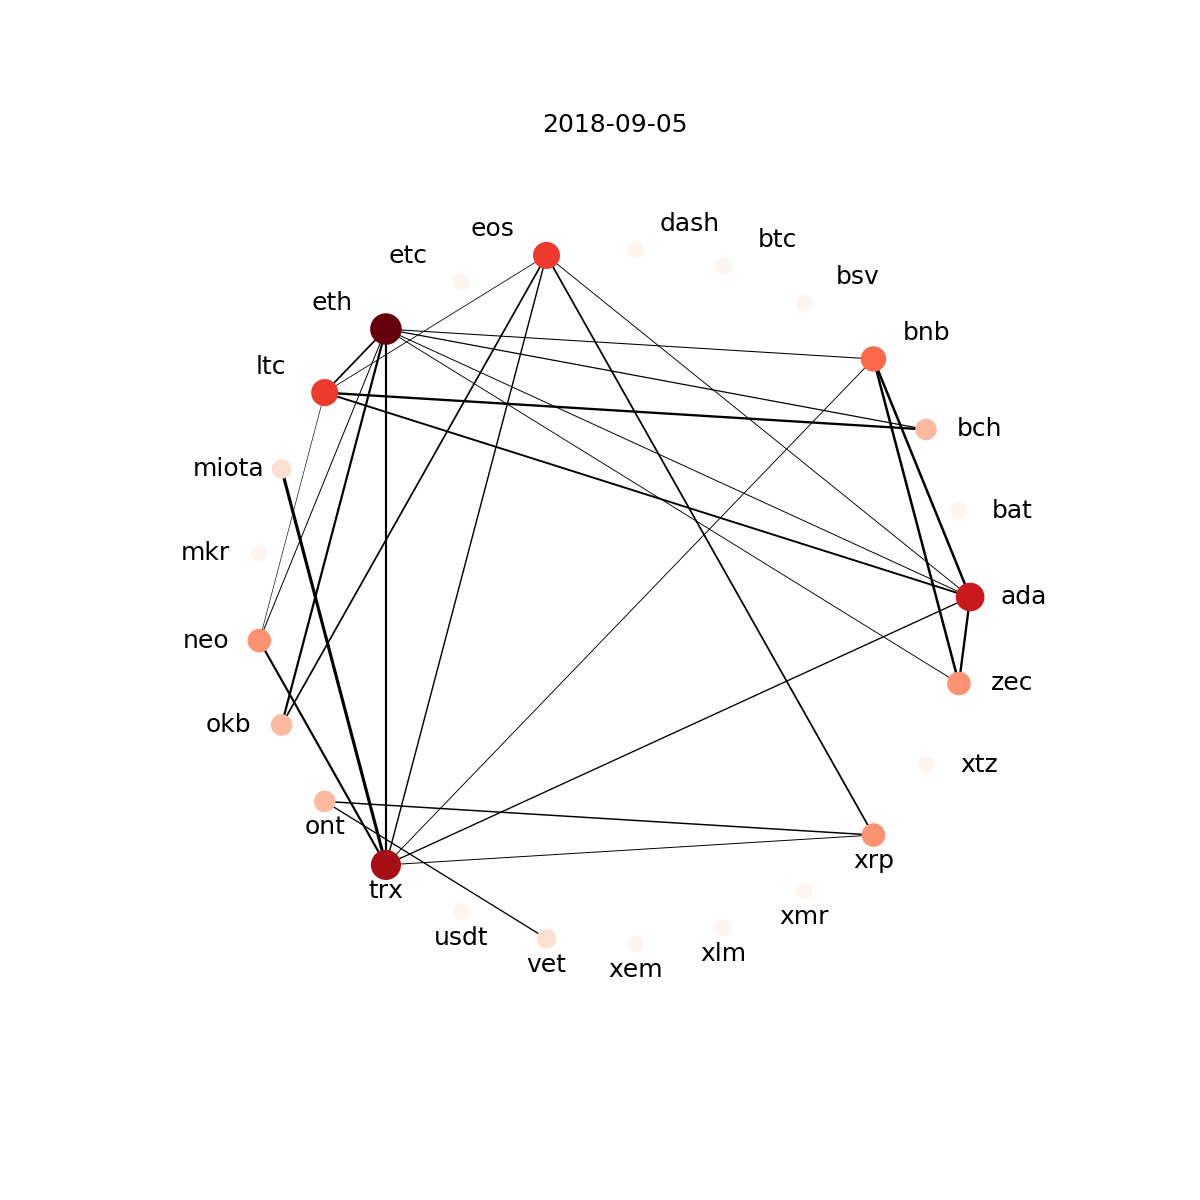 2018-09-05
dash
eos
btc
etc
bsv
eth
bnb
ltc
bch
miota
bat
mkr
ada
neo
zec
okb
xtz
ont
xrp
trx
xmr
usdt
xlm
vet
xem